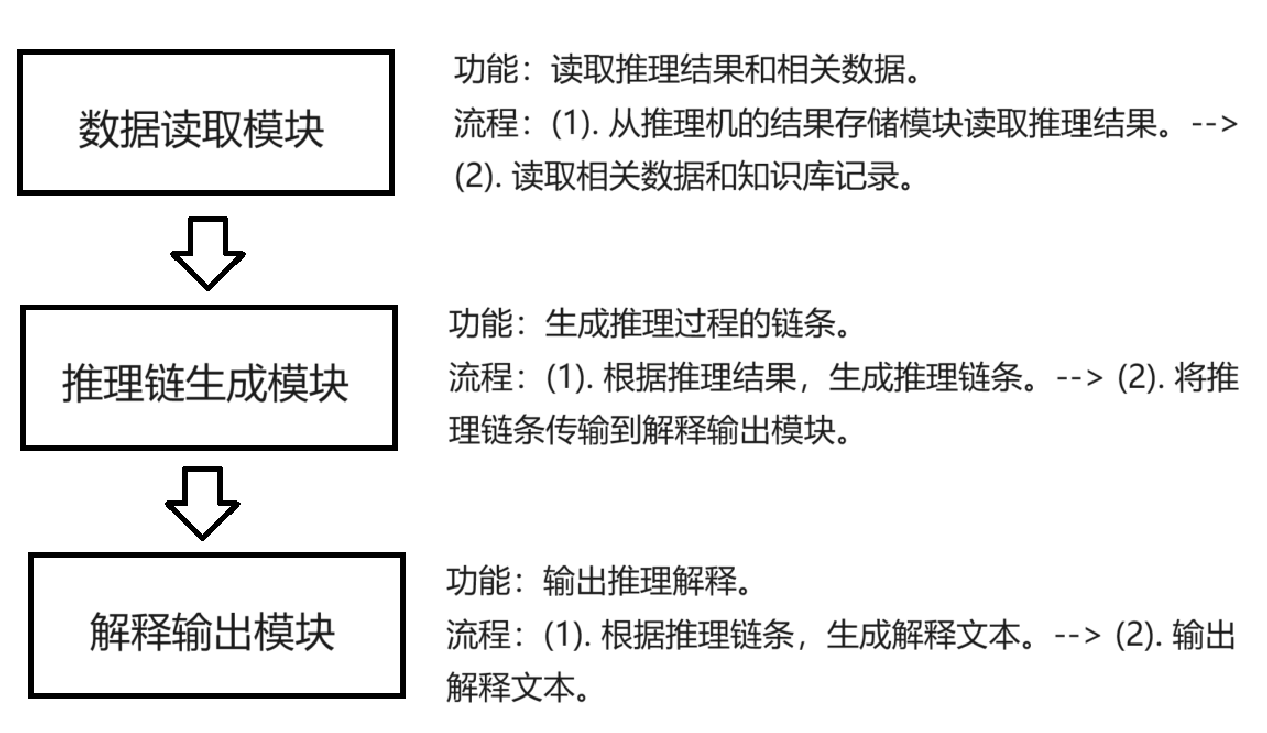 数据读取模块
功能：读取推理结果和相关数据。
流程：(1). 从推理机的结果存储模块读取推理结果。-->
(2). 读取相关数据和知识库记录。
推理链生成模块
功能：生成推理过程的链条。
流程：(1). 根据推理结果，生成推理链条。--> (2). 将推
理链条传输到解释输出模块。
解释输出模块
功能：输出推理解释。
流程：(1). 根据推理链条，生成解释文本。--> (2). 输出
解释文本。